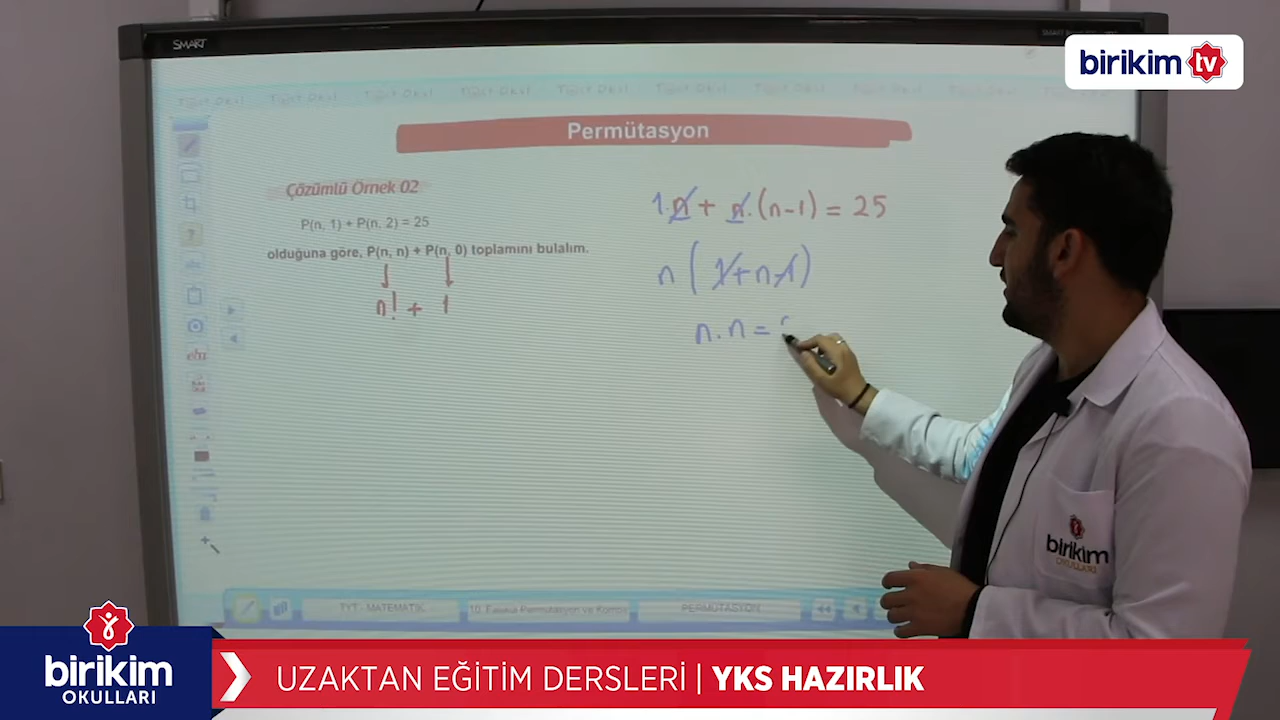 SMART
birikim tv
Permütasyon
Çözümlü Örnek 02
P(n, 1) + P(n, 2) = 25
olduğuna göre, P(n, n) + P(n, 0) toplamını bulalım.
n! + 1
1.n + n.(n-1) = 25
n ( 1+n-1 )
n.n =
birikim
OKULLARI
TYT - MATEMATİK
PERMÜTASYON
birikim
OKULLARI
UZAKTAN EĞİTİM DERSLERİ | YKS HAZIRLIK